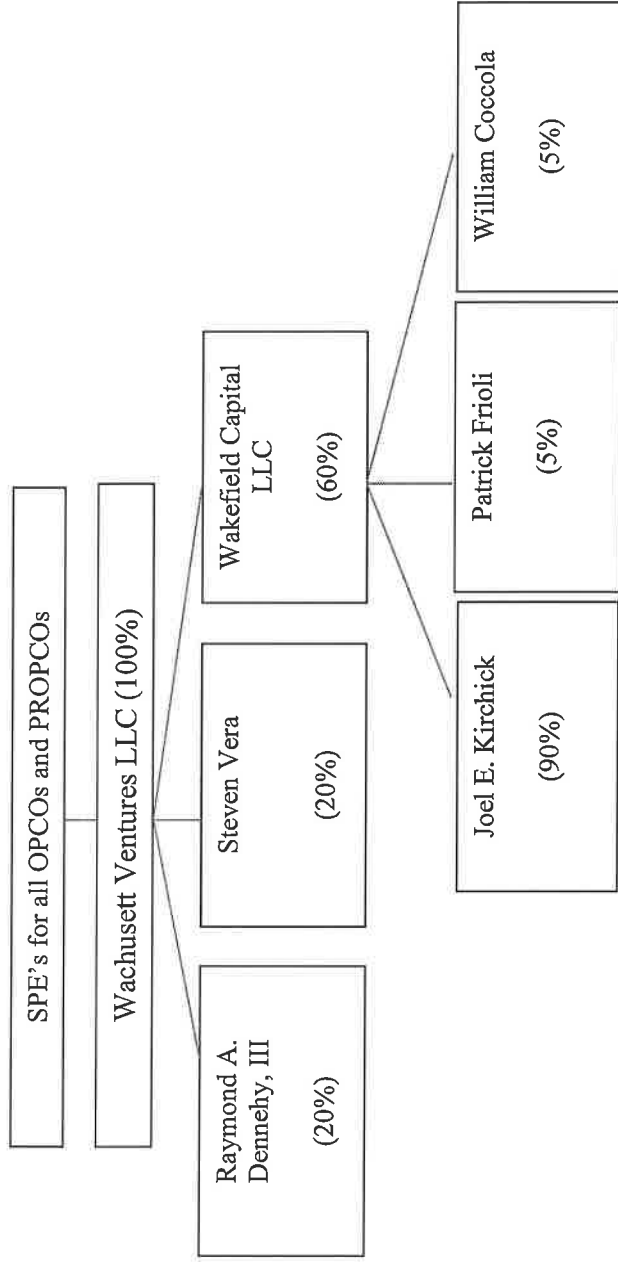 SPE's for all OPCOs and PROPCOs
Wachusett Ventures LLC (100%)
Raymond A.
Dennehy, III
(20%)
Steven Vera
(20%)
Wakefield Capital
LLC
(60%)
Joel E. Kirchick
(90%)
Patrick Frioli
(5%)
William Coccola
(5%)